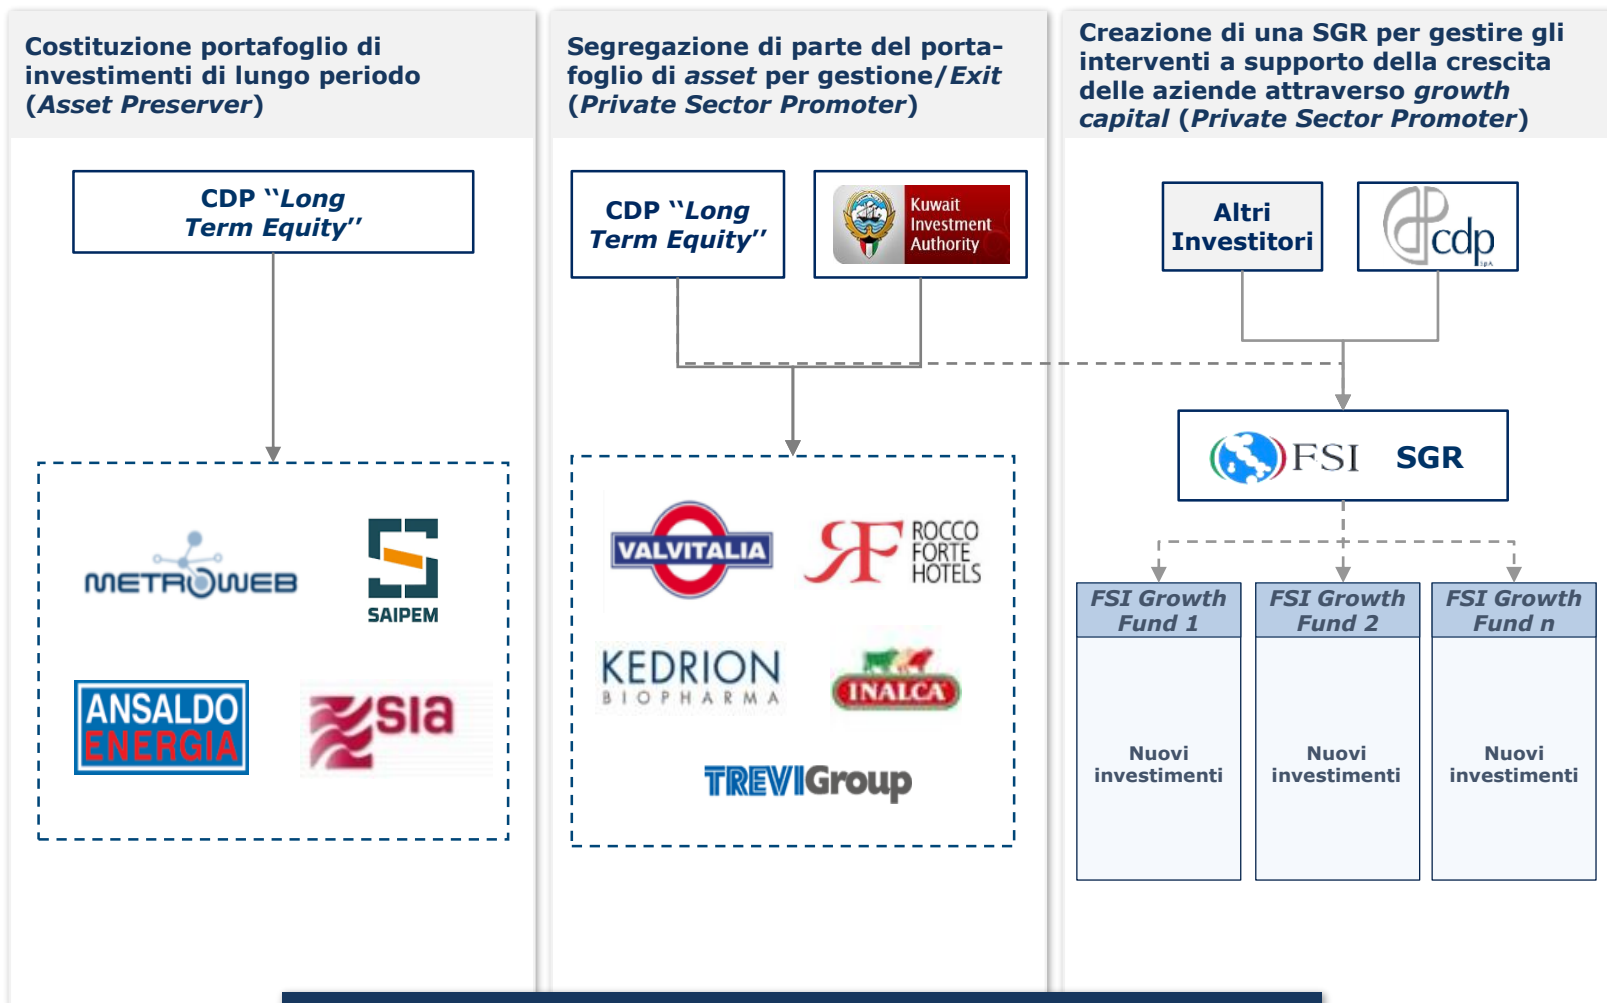 Costituzione portafoglio di
investimenti di lungo periodo
(Asset Preserver)
CDP “Long
Term Equity”
METROWEB
SAIPEM
ANSALDO
ENERGIA
sia
Segregazione di parte del porta-
foglio di asset per gestione/Exit
(Private Sector Promoter)
CDP “Long
Term Equity”
Kuwait
Investment
Authority
VALVITALIA
RF ROCCO
FORTE
HOTELS
KEDRION
BIOPHARMA
INALCA
TREVIGroup
Creazione di una SGR per gestire gli
interventi a supporto della crescita
delle aziende attraverso growth
capital (Private Sector Promoter)
Altri
Investitori
cdp
SpA
FSI SGR
FSI Growth
Fund 1
Nuovi
investimenti
FSI Growth
Fund 2
Nuovi
investimenti
FSI Growth
Fund n
Nuovi
investimenti